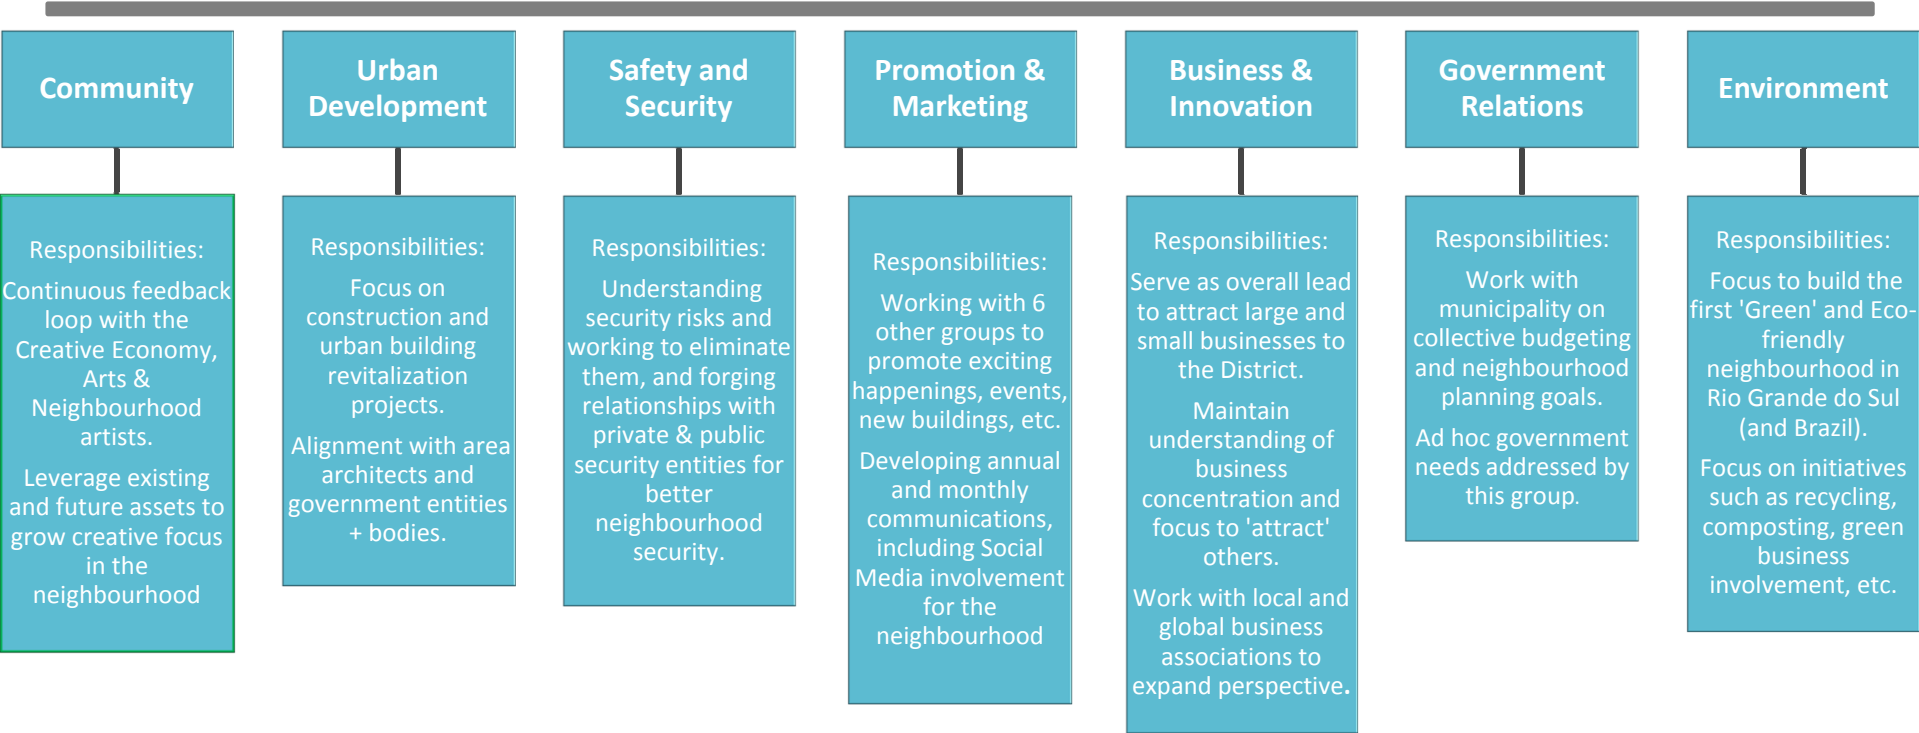 Community
Responsibilities:
Continuous feedback
loop with the
Creative Economy,
Arts &
Neighbourhood
artists.
Leverage existing
and future assets to
grow creative focus
in the
neighbourhood
Urban
Development
Responsibilities:
Focus on
construction and
urban building
revitalization
projects.
Alignment with area
architects and
government entities
+ bodies.
Safety and
Security
Responsibilities:
Understanding
security risks and
working to eliminate
them, and forging
relationships with
private & public
security entities for
better
neighbourhood
security.
Promotion &
Marketing
Responsibilities:
Working with 6
other groups to
promote exciting
happenings, events,
new buildings, etc.
Developing annual
and monthly
communications,
including Social
Media involvement
for the
neighbourhood
Business &
Innovation
Responsibilities:
Serve as overall lead
to attract large and
small businesses to
the District.
Maintain
understanding of
business
concentration and
focus to 'attract'
others.
Work with local and
global business
associations to
expand perspective.
Government
Relations
Responsibilities:
Work with
municipality on
collective budgeting
and neighbourhood
planning goals.
Ad hoc government
needs addressed by
this group.
Environment
Responsibilities:
Focus to build the
first 'Green' and Eco-
friendly
neighbourhood in
Rio Grande do Sul
(and Brazil).
Focus on initiatives
such as recycling,
composting, green
business
involvement, etc.